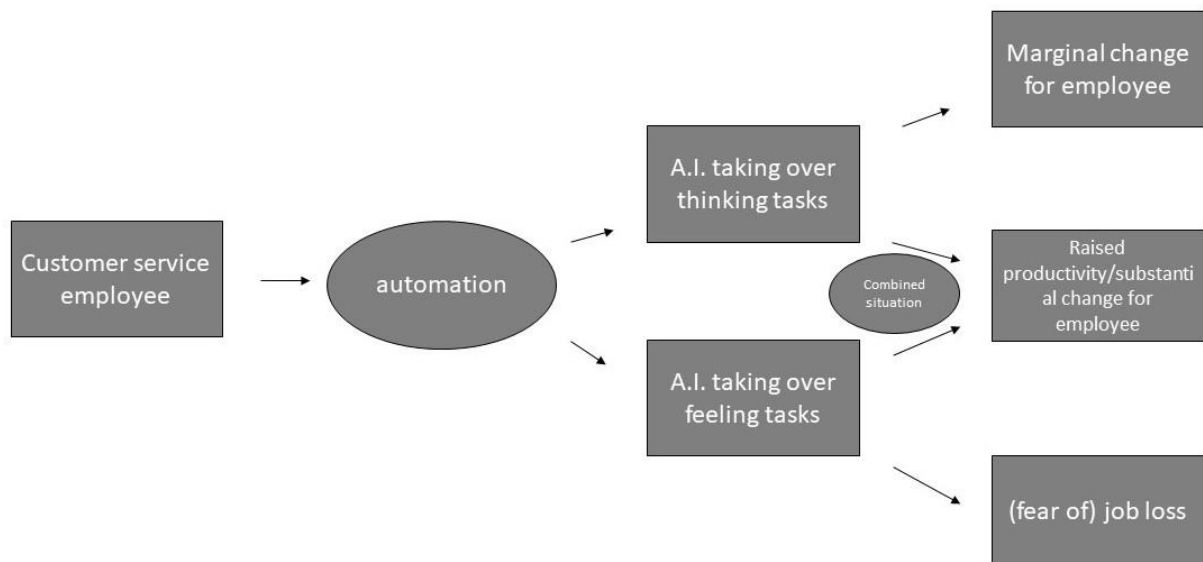 Marginal change
for employee
A.I. taking over
thinking tasks
Customer service
employee
automation
Combined
situation
Raised
productivity/substanti
al change for
employee
A.I. taking over
feeling tasks
(fear of) job loss